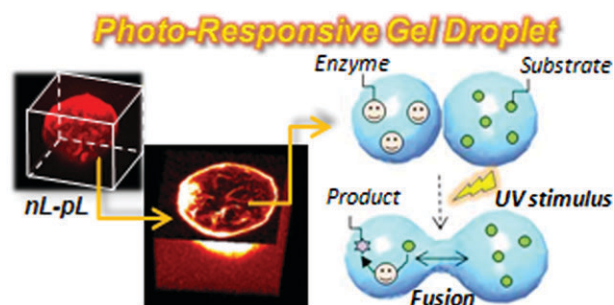 Photo-Responsive Gel Droplet
Enzyme
Substrate
nL-pL
Product
UV stimulus
Fusion